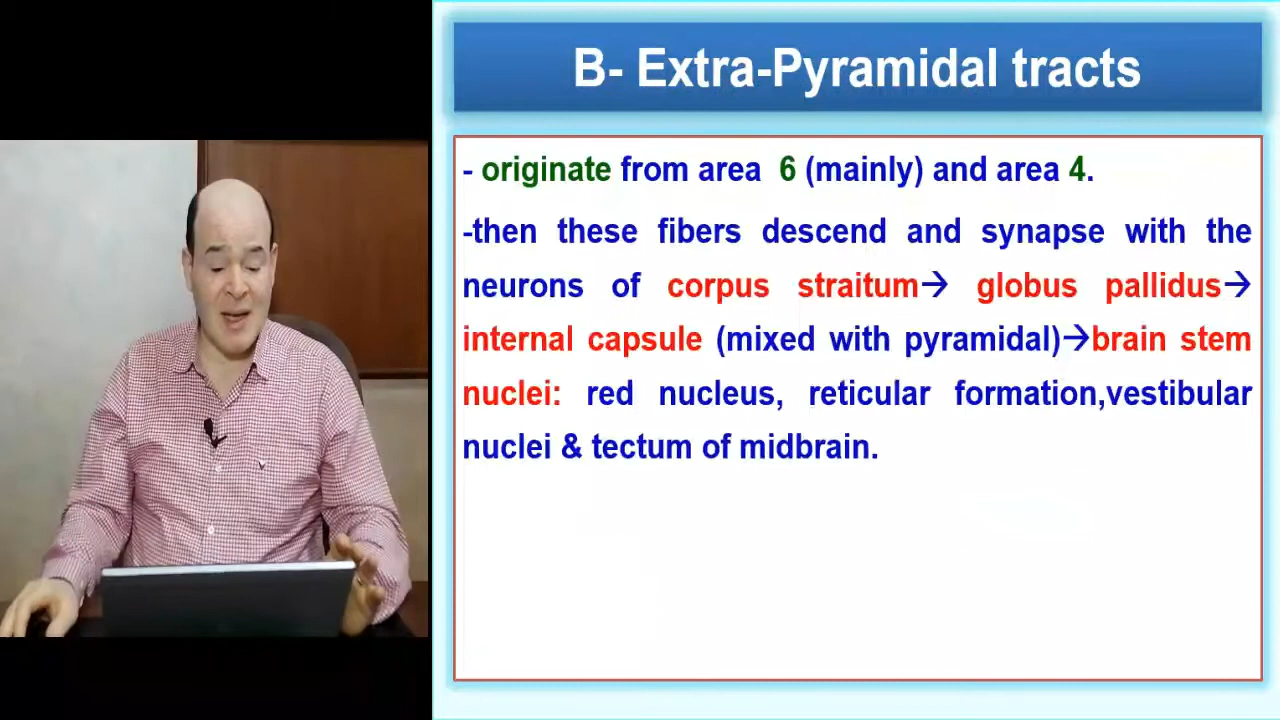 B- Extra-Pyramidal tracts
- originate from area 6 (mainly) and area 4.
-then these fibers descend and synapse with the
neurons of corpus straitum→ globus pallidus→
internal capsule (mixed with pyramidal)→brain stem
nuclei: red nucleus, reticular formation,vestibular
nuclei & tectum of midbrain.